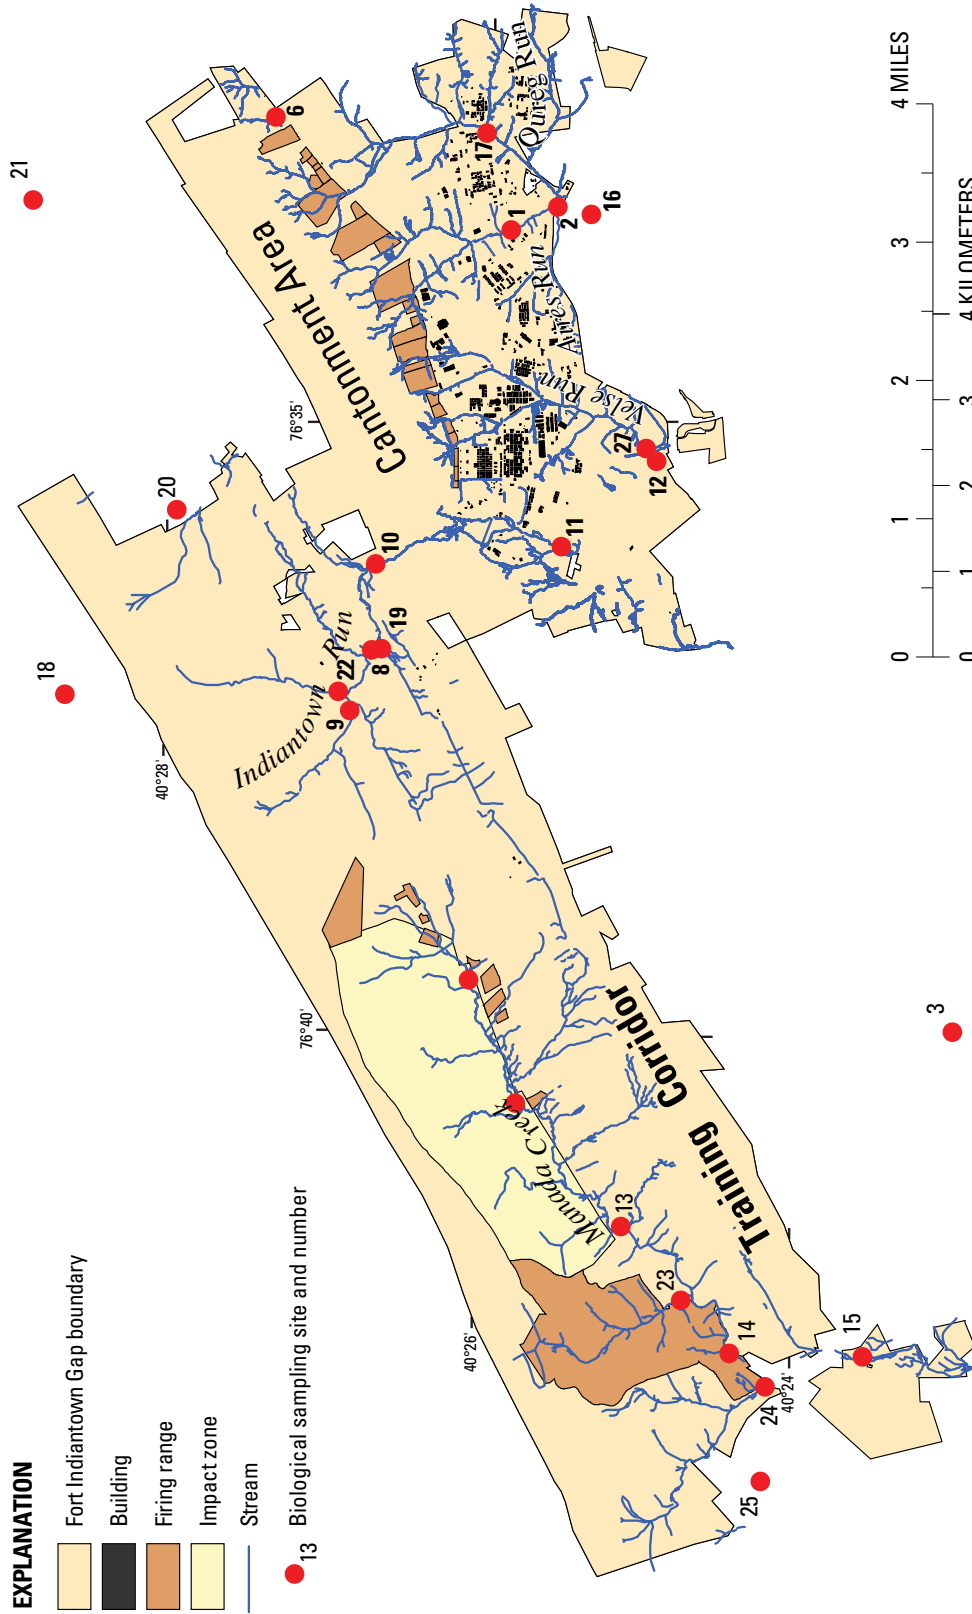 EXPLANATION
Fort Indiantown Gap boundary
Building
Firing range
Impact zone
Stream
13
Biological sampling site and number
21
18
20
6
40°28'
76°35'
76°40'
40°26'
Cantonment Area
Indiantown Run
22
9
8
19
10
17
Qureg Run
1
2
16
Aires Run
Velse Run
27
12
11
Manada Creek
13
23
14
24
40°24'
25
15
Training Corridor
3
0 1 2 3 4 MILES
0 1 2 3 4 KILOMETERS